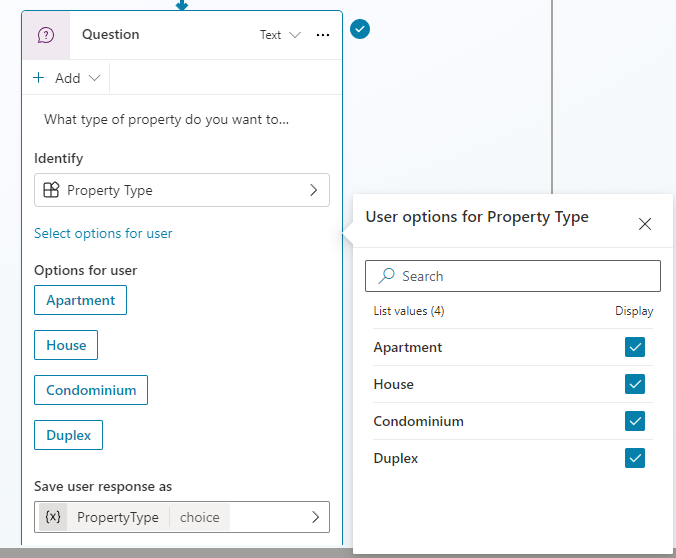 Question
Text
Add
What type of property do you want to...
Identify
Property Type
Select options for user
Options for user
Apartment
House
Condominium
Duplex
Save user response as
{x} PropertyType choice
User options for Property Type
Search
List values (4) Display
Apartment
House
Condominium
Duplex